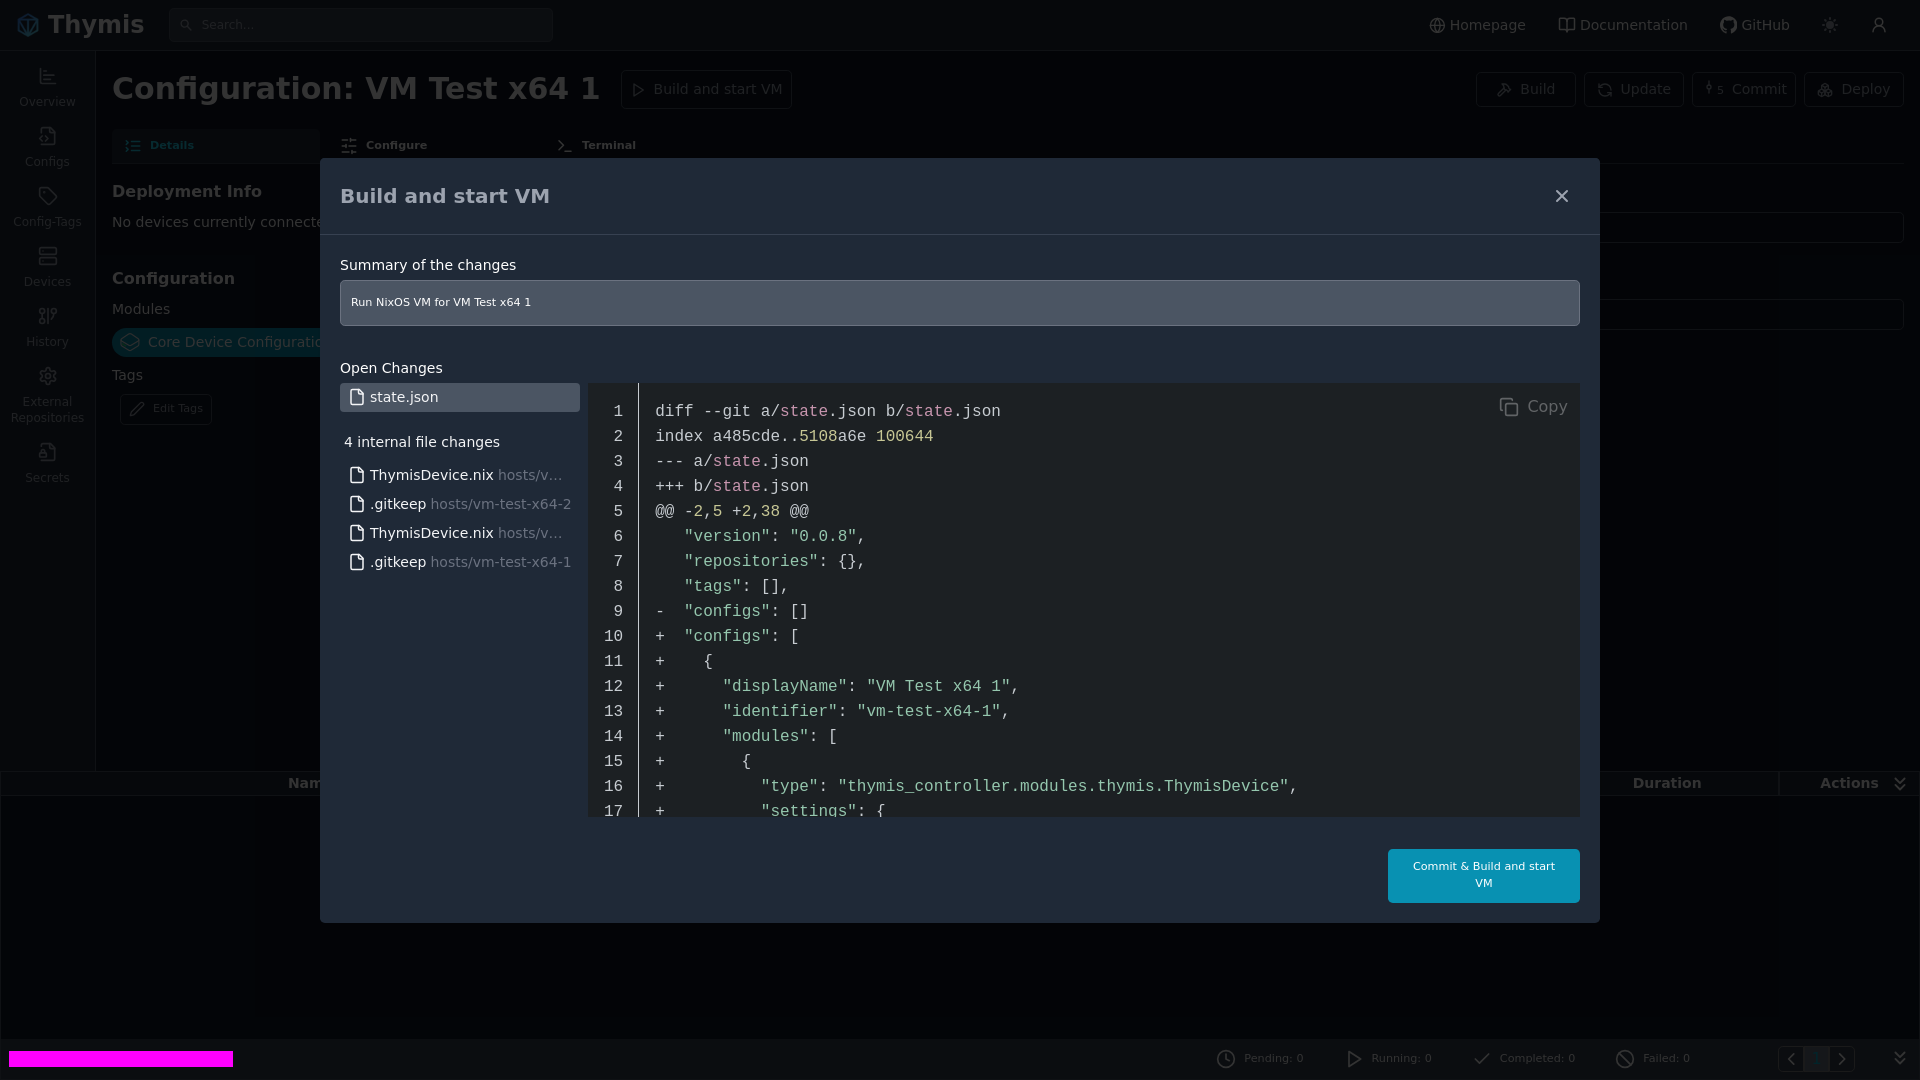 Thymis
Search...
Homepage
Documentation
GitHub
Overview
Configs
Config-Tags
Devices
History
External
Repositories
Secrets
Configuration: VM Test x64 1
Build and start VM
Build
Update
s Commit
Deploy
Details
Configure
Terminal
Deployment Info
No devices currently connecte
Configuration
Modules
Core Device Configuratio
Tags
Edit Tags
Build and start VM
Summary of the changes
Run NixOS VM for VM Test x64 1
Open Changes
state.json
4 internal file changes
ThymisDevice.nix hosts/v...
.gitkeep hosts/vm-test-x64-2
ThymisDevice.nix hosts/v...
.gitkeep hosts/vm-test-x64-1
Copy
1 diff --git a/state.json b/state.json
2 index a485cde..5108a6e 100644
3 --- a/state.json
4 +++ b/state.json
5 @@ -2,5 +2,38 @@
6    "version": "0.0.8",
7    "repositories": {},
8    "tags": [],
9 -  "configs": []
10 +  "configs": [
11 +    {
12 +      "displayName": "VM Test x64 1",
13 +      "identifier": "vm-test-x64-1",
14 +      "modules": [
15 +        {
16 +          "type": "thymis_controller.modules.thymis.ThymisDevice",
17 +          "settings": {
Commit & Build and start
VM
Nam
Duration
Actions
Pending: 0
Running: 0
Completed: 0
Failed: 0